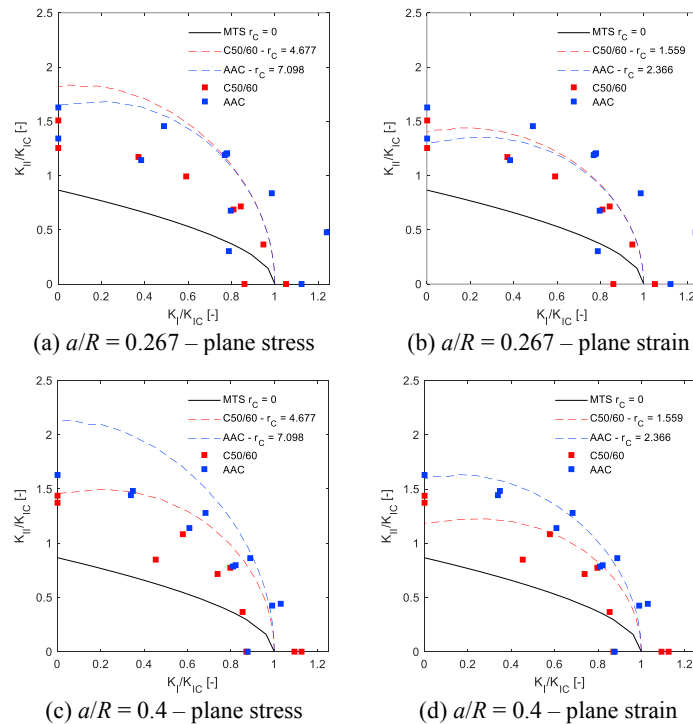 2.5
2
1.5
1
0.5
0
0 0.2 0.4 0.6 0.8 1 1.2
K_II/K_IC [-]
K_I/K_IC [-]
MTS r_C = 0
C50/60 - r_C = 4.677
AAC - r_C = 7.098
C50/60
AAC
(a) a/R = 0.267 – plane stress
2.5
2
1.5
1
0.5
0
0 0.2 0.4 0.6 0.8 1 1.2
K_II/K_IC [-]
K_I/K_IC [-]
MTS r_C = 0
C50/60 - r_C = 1.559
AAC - r_C = 2.366
C50/60
AAC
(b) a/R = 0.267 – plane strain
2.5
2
1.5
1
0.5
0
0 0.2 0.4 0.6 0.8 1 1.2
K_II/K_IC [-]
K_I/K_IC [-]
MTS r_C = 0
C50/60 - r_C = 4.677
AAC - r_C = 7.098
C50/60
AAC
(c) a/R = 0.4 – plane stress
2.5
2
1.5
1
0.5
0
0 0.2 0.4 0.6 0.8 1 1.2
K_II/K_IC [-]
K_I/K_IC [-]
MTS r_C = 0
C50/60 - r_C = 1.559
AAC - r_C = 2.366
C50/60
AAC
(d) a/R = 0.4 – plane strain